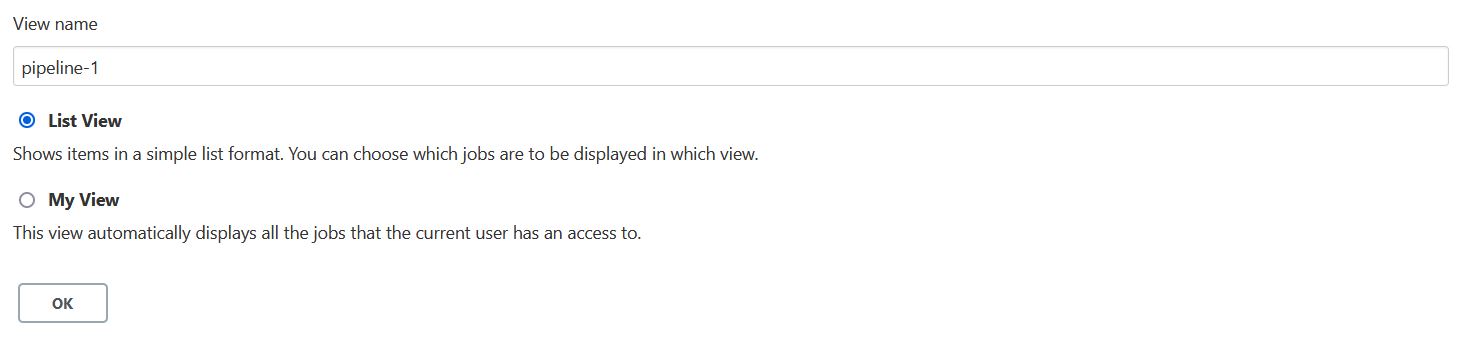 View name
pipeline-1
List View
Shows items in a simple list format. You can choose which jobs are to be displayed in which view.
My View
This view automatically displays all the jobs that the current user has an access to.
OK